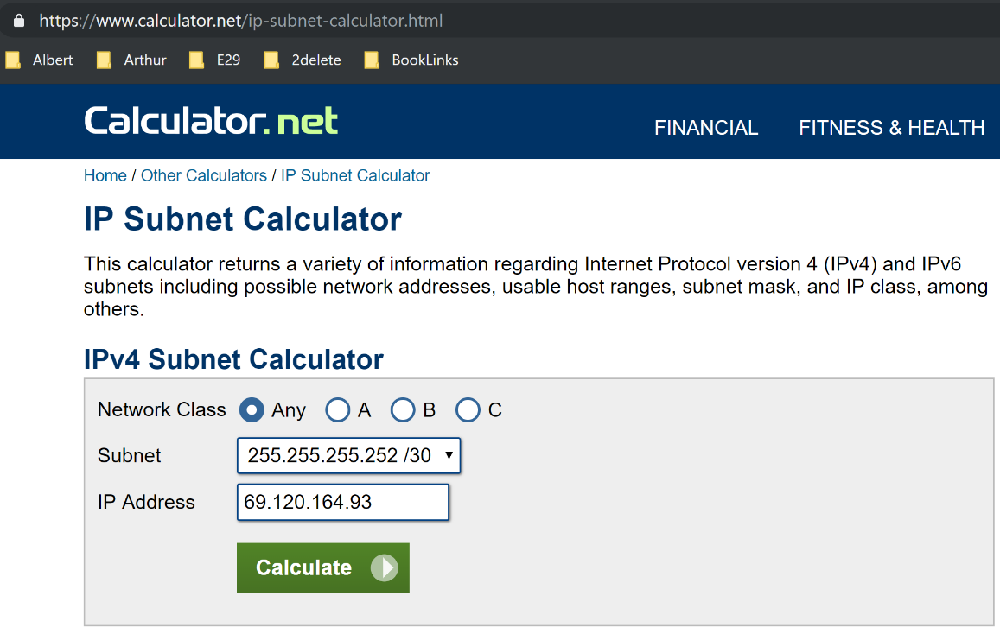 https://www.calculator.net/ip-subnet-calculator.html
Albert Arthur E29 2delete BookLinks
Calculator.net FINANCIAL FITNESS & HEALTH
Home / Other Calculators / IP Subnet Calculator
IP Subnet Calculator
This calculator returns a variety of information regarding Internet Protocol version 4 (IPv4) and IPv6
subnets including possible network addresses, usable host ranges, subnet mask, and IP class, among
others.
IPv4 Subnet Calculator
Network Class Any A B C
Subnet 255.255.255.252 /30
IP Address 69.120.164.93
Calculate